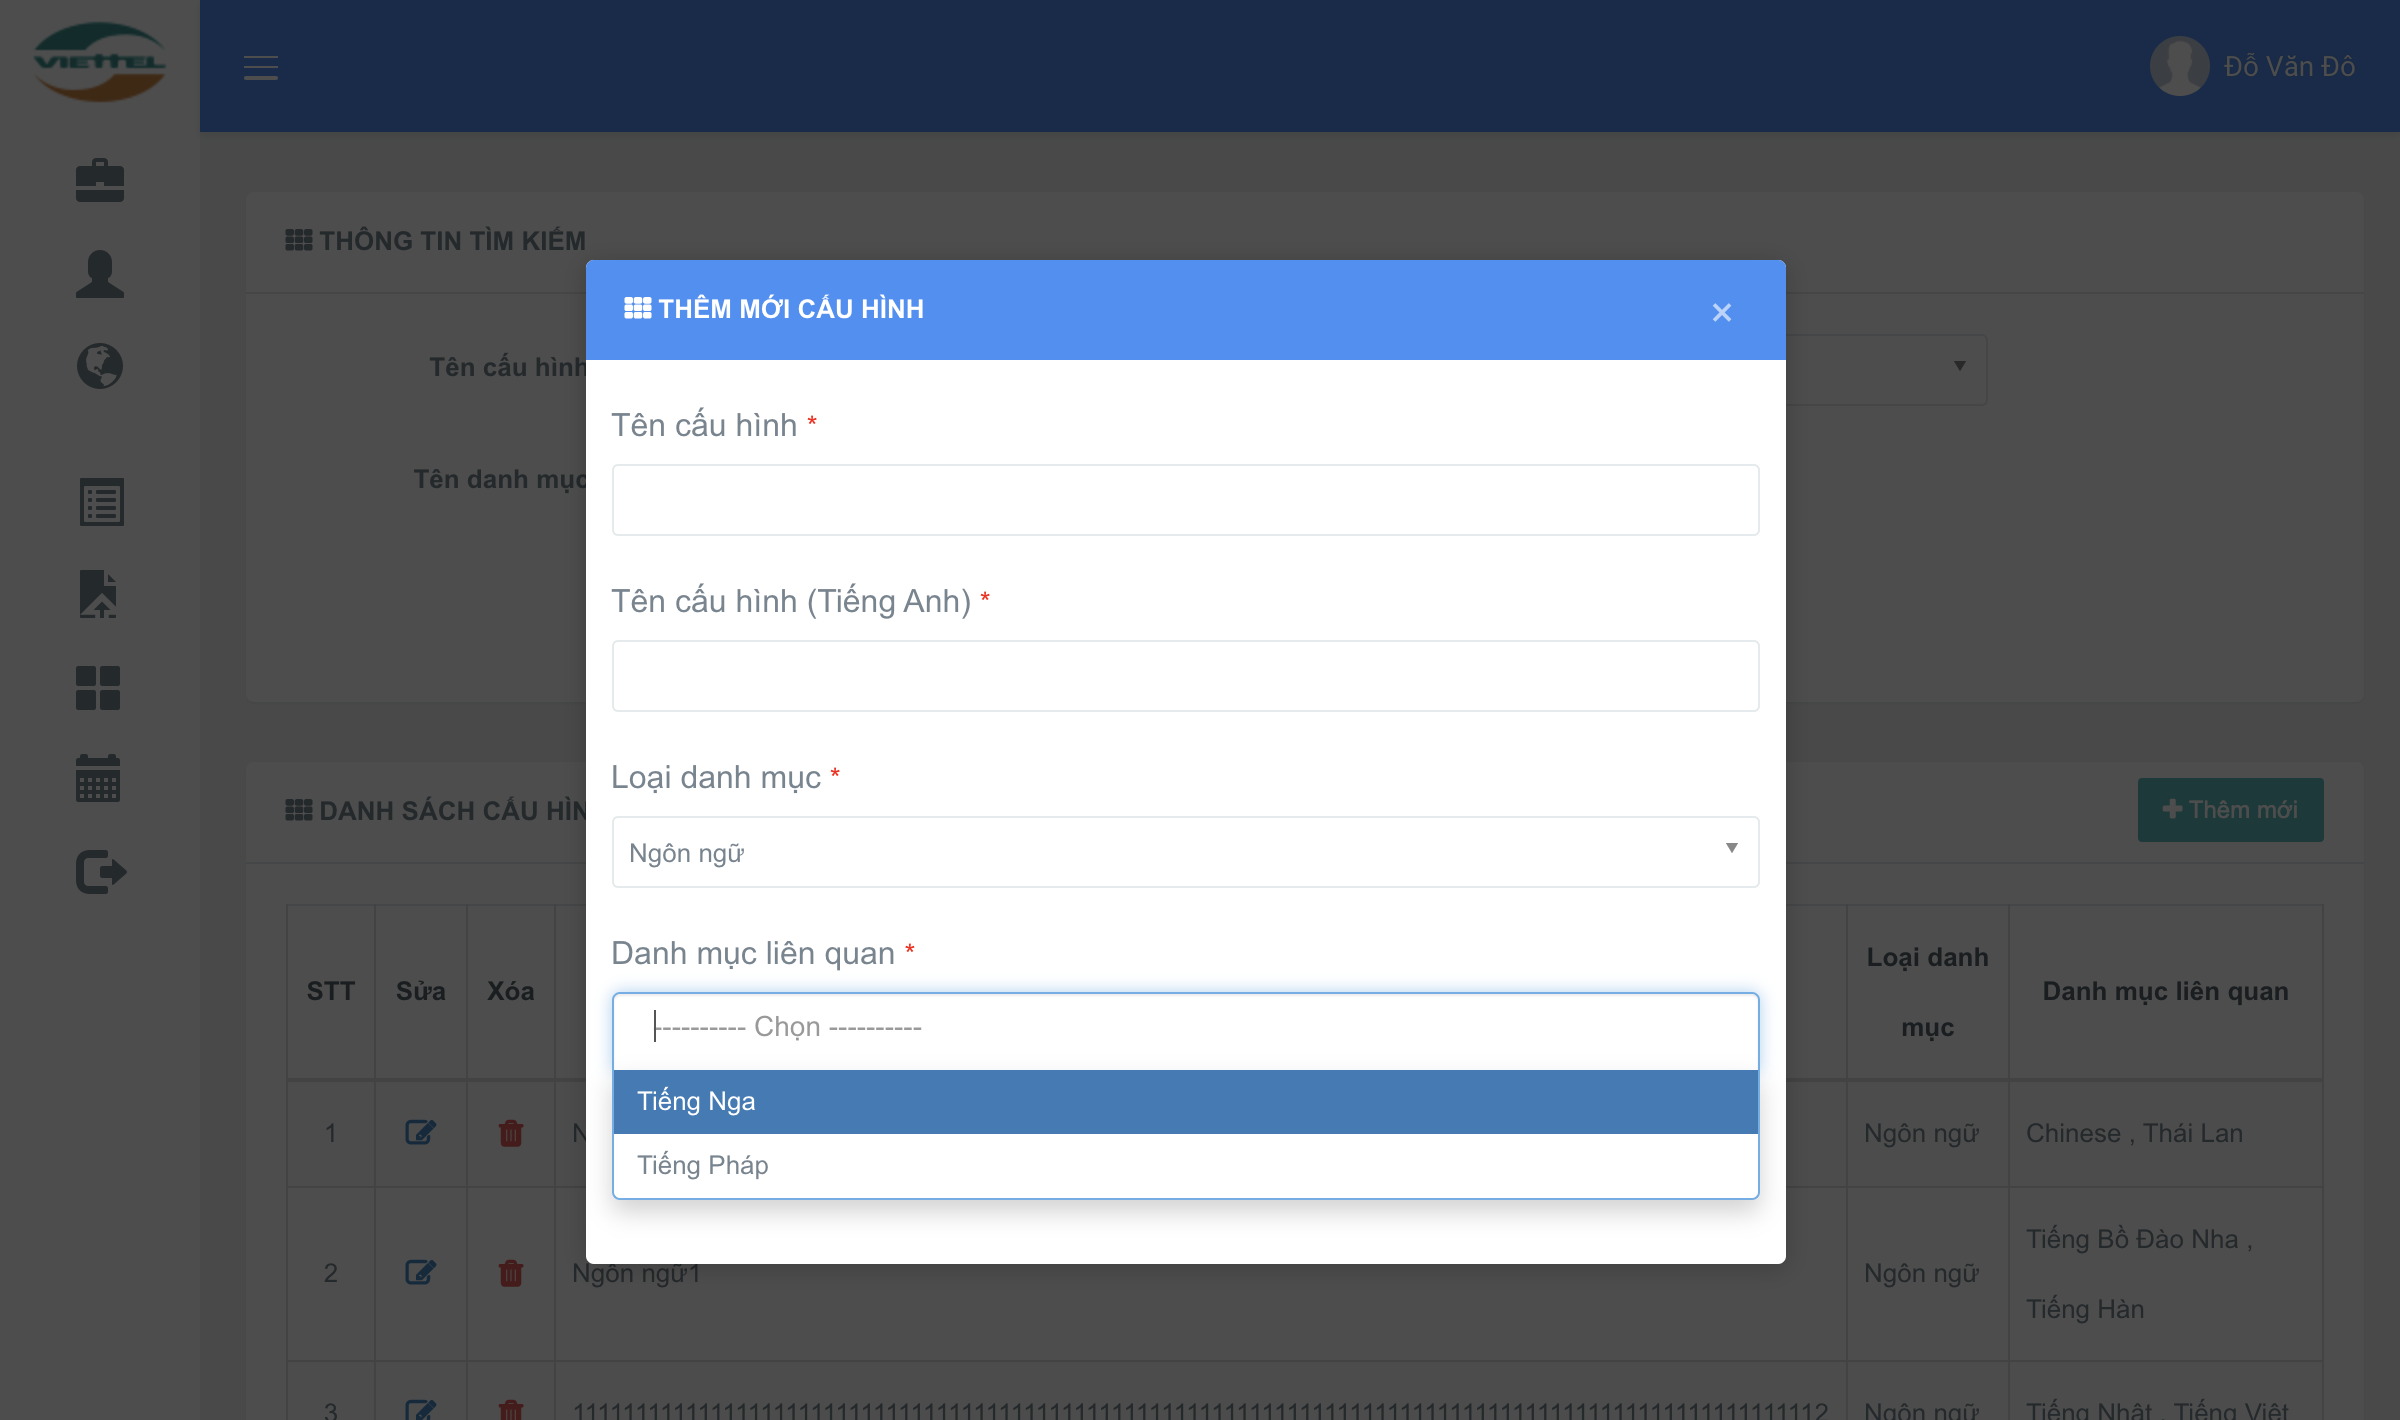 VIETTEL
Đỗ Văn Đô
THÔNG TIN TÌM KIẾM
Tên cấu hình
Tên danh mục
THÊM MỚI CẤU HÌNH
×
Tên cấu hình *
Tên cấu hình (Tiếng Anh) *
Loại danh mục *
Ngôn ngữ
Danh mục liên quan *
---------- Chọn ----------
Tiếng Nga
Tiếng Pháp
DANH SÁCH CẤU HÌN
Thêm mới
STT Sửa Xóa Loại danh mục Danh mục liên quan
1 N Ngôn ngữ Chinese , Thái Lan
2 Ngôn ngữ1 Ngôn ngữ Tiếng Bồ Đào Nha ,
Tiếng Hàn
3 Ngôn ngữ Tiếng Nhật , Tiếng Việt